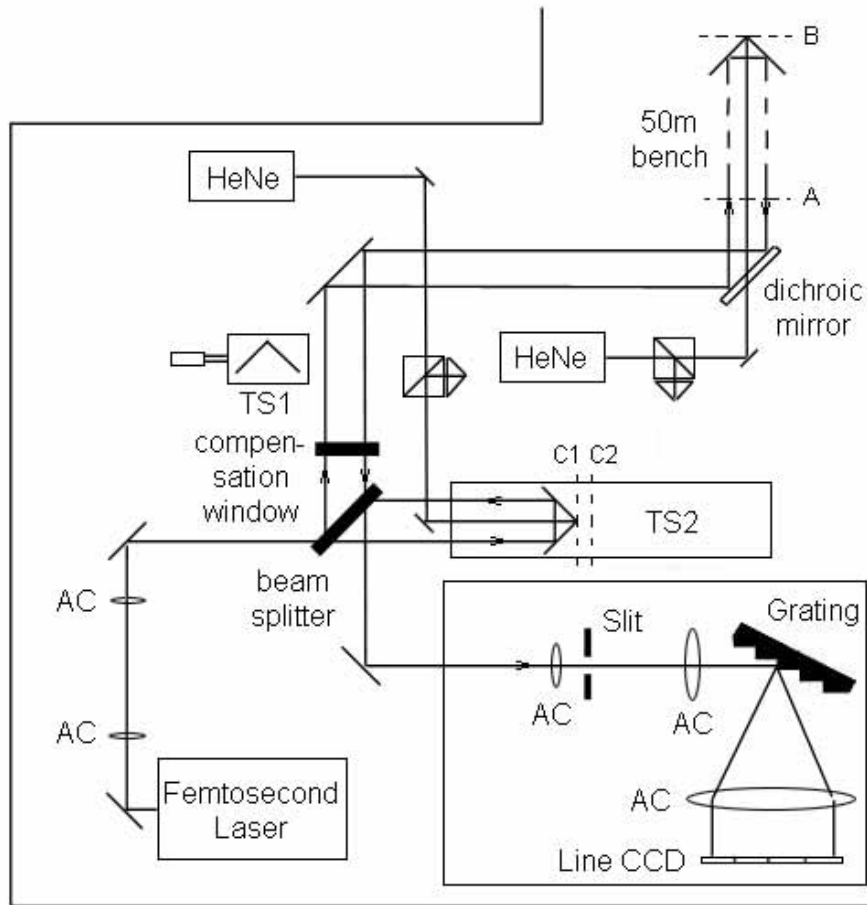 B
50m
bench
HeNe
A
dichroic
mirror
HeNe
TS1
compen-
sation
window
C1 C2
TS2
beam
splitter
AC
Slit
Grating
AC
AC
AC
Femtosecond
Laser
AC
Line CCD